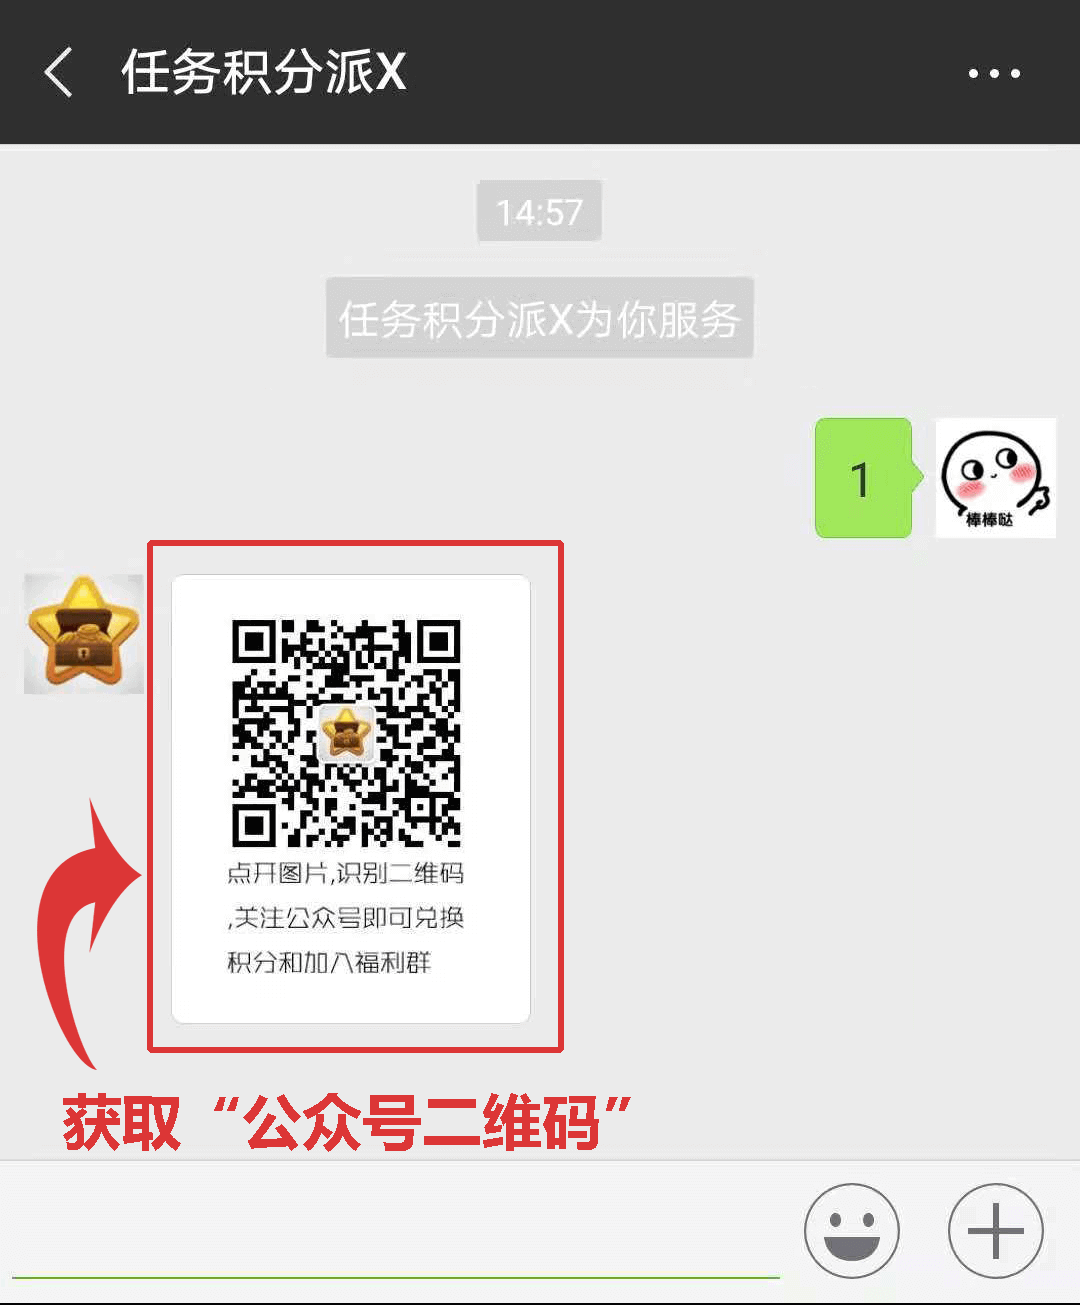 任务积分派X
14:57
任务积分派X为你服务
1
棒棒哒
点开图片,识别二维码
,关注公众号即可兑换
积分和加入福利群
获取“公众号二维码”